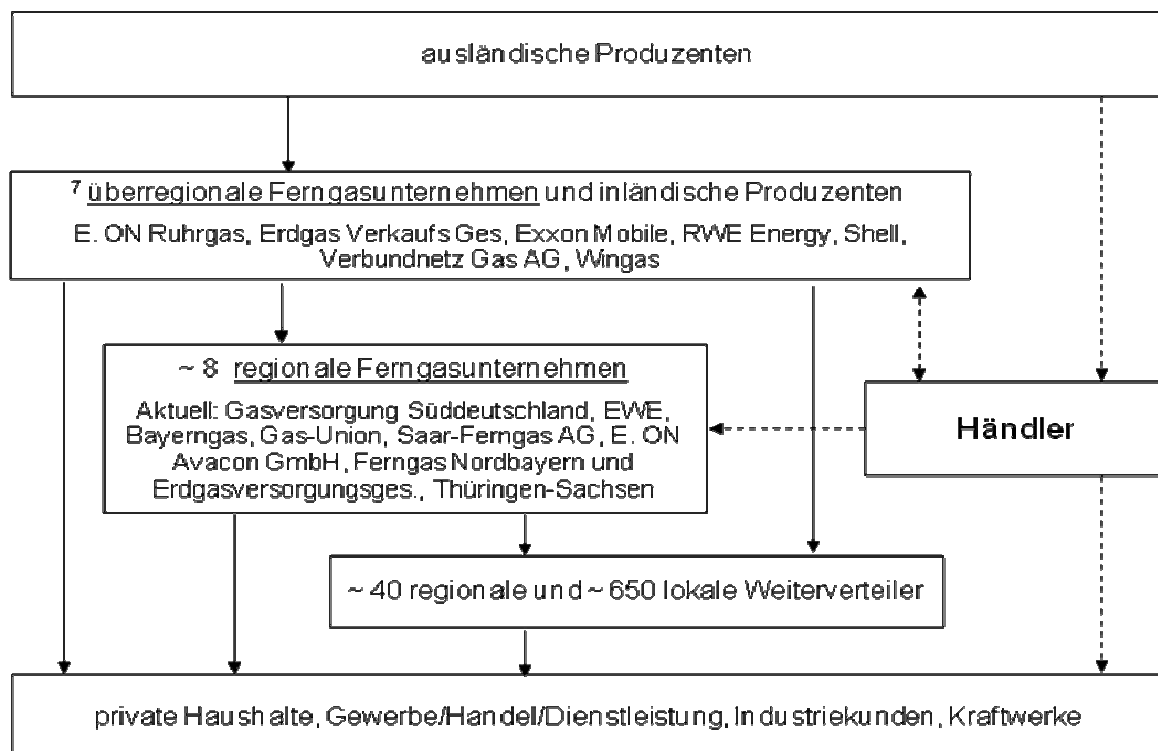 ausländische Produzenten
7 überregionale Ferngasunternehmen und inländische Produzenten
E. ON Ruhrgas, Erdgas Verkaufs Ges, Exxon Mobile, RWE Energy, Shell,
Verbundnetz Gas AG, Wingas
~ 8 regionale Ferngasunternehmen
Aktuell: Gasversorgung Süddeutschland, EWE,
Bayerngas, Gas-Union, Saar-Ferngas AG, E. ON
Avacon GmbH, Ferngas Nordbayern und
Erdgasversorgungsges., Thüringen-Sachsen
Händler
~ 40 regionale und ~ 650 lokale Weiterverteiler
private Haushalte, Gewerbe/Handel/Dienstleistung, Industriekunden, Kraftwerke